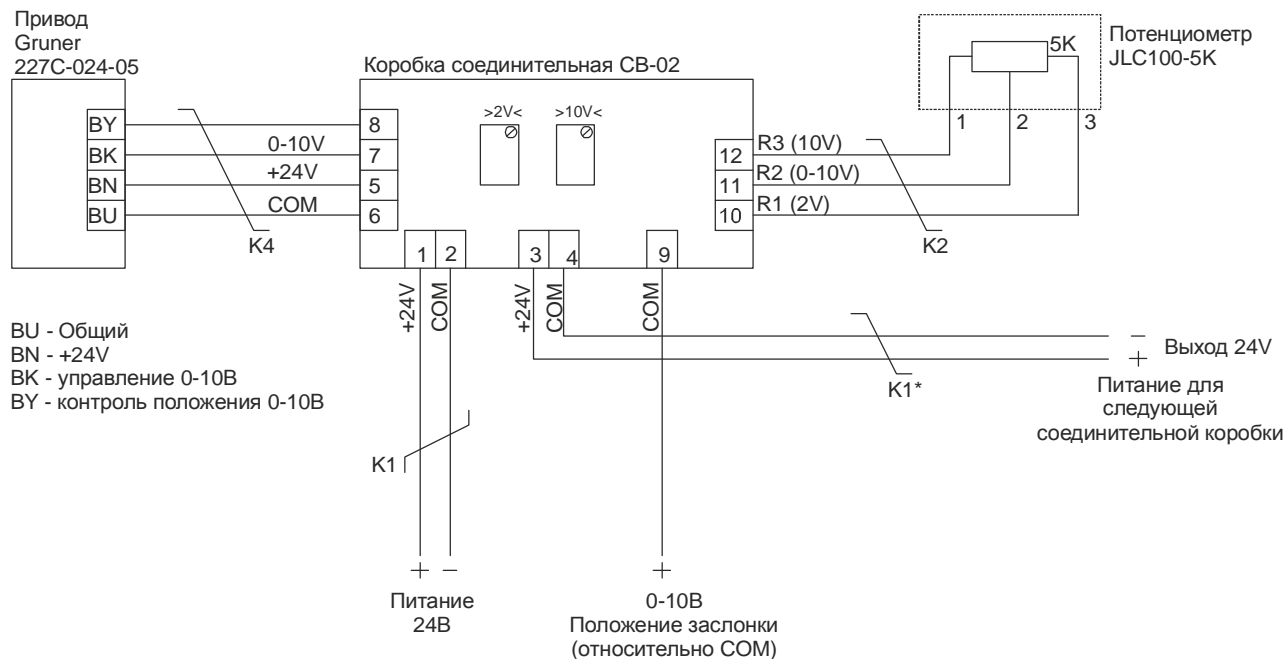 Привод
Gruner
227C-024-05
Коробка соединительная СВ-02
Потенциометр
JLC100-5K
5K
1 2 3
>2V< >10V<
BY 8
BK 0-10V 7
BN +24V 5
BU COM 6
K4
12 R3 (10V)
11 R2 (0-10V)
10 R1 (2V)
K2
1 2 3 4 9
+24V COM +24V COM COM
BU - Общий
BN - +24V
BK - управление 0-10В
BY - контроль положения 0-10В
K1*
− Выход 24V
+
Питание для
следующей
соединительной коробки
K1
+ − +
Питание
24В
0-10В
Положение заслонки
(относительно COM)